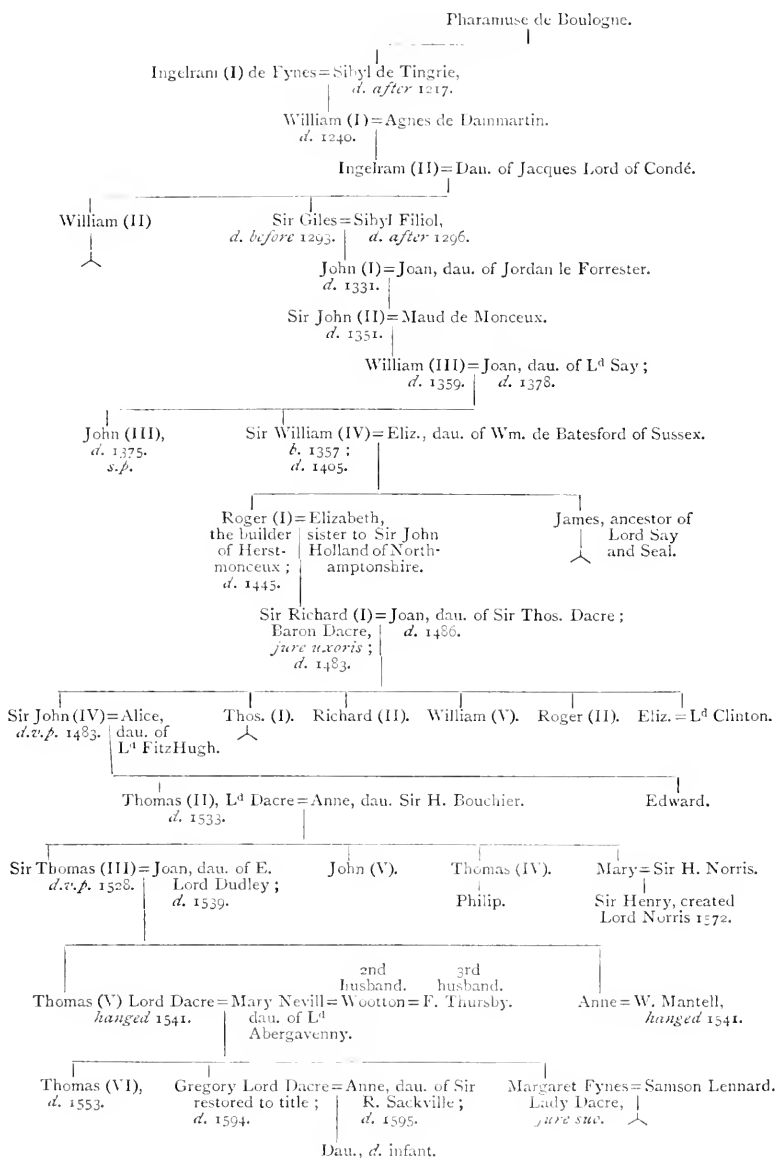 Pharamuse de Boulogne.
Ingelram (I) de Fynes=Sibyl de Tingrie,
d. after 1217.
William (I)=Agnes de Dammartin.
d. 1240.
Ingelram (II)=Dau. of Jacques Lord of Condé.
William (II) Sir Giles=Sibyl Filiol,
d. before 1293. d. after 1296.
John (I)=Joan, dau. of Jordan le Forrester.
d. 1331.
Sir John (II)=Maud de Monceux.
d. 1351.
William (III)=Joan, dau. of Ld Say;
d. 1359. d. 1378.
John (III), Sir William (IV)=Eliz., dau. of Wm. de Batesford of Sussex.
d. 1375. b. 1357;
s.p. d. 1405.
Roger (I)=Elizabeth, James, ancestor of
the builder sister to Sir John Lord Say
of Herst- Holland of North- and Seal.
monceux; amptonshire.
d. 1445.
Sir Richard (I)=Joan, dau. of Sir Thos. Dacre;
Baron Dacre, d. 1486.
jure uxoris;
d. 1483.
Sir John (IV)=Alice, Thos. (I). Richard (II). William (V). Roger (II). Eliz.=Ld Clinton.
d.v.p. 1483. dau. of
Ld FitzHugh.
Thomas (II), Ld Dacre=Anne, dau. Sir H. Bouchier. Edward.
d. 1533.
Sir Thomas (III)=Joan, dau. of E. John (V). Thomas (IV). Mary=Sir H. Norris.
d.v.p. 1528. Lord Dudley; Philip. Sir Henry, created
d. 1539. Lord Norris 1572.
2nd 3rd
husband. husband.
Thomas (V) Lord Dacre=Mary Nevill=Wootton=F. Thursby. Anne=W. Mantell,
hanged 1541. dau. of Ld hanged 1541.
Abergavenny.
Thomas (VI), Gregory Lord Dacre=Anne, dau. of Sir Margaret Fynes=Samson Lennard.
d. 1553. restored to title; R. Sackville; Lady Dacre,
d. 1594. d. 1595. jure suo.
Dau., d. infant.